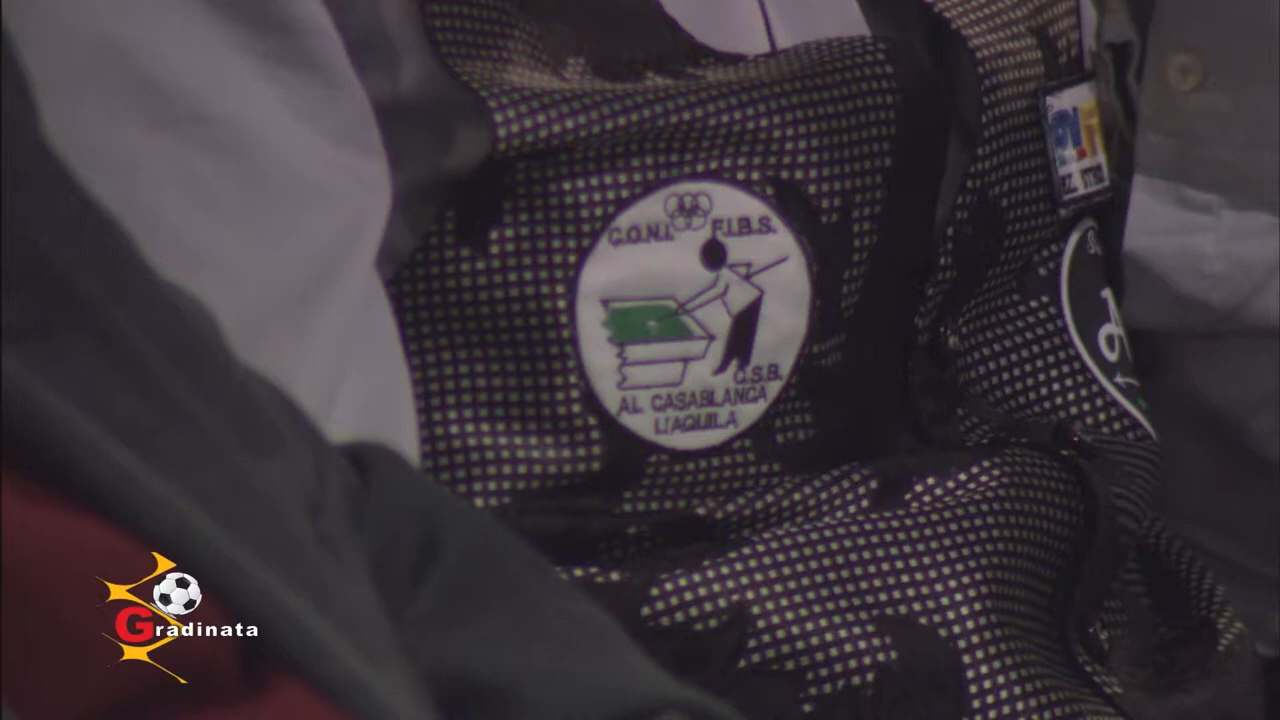 C.O.N.I. F.I.B.S.
C.S.B.
AL CASABLANCA
L'AQUILA
Gradinata